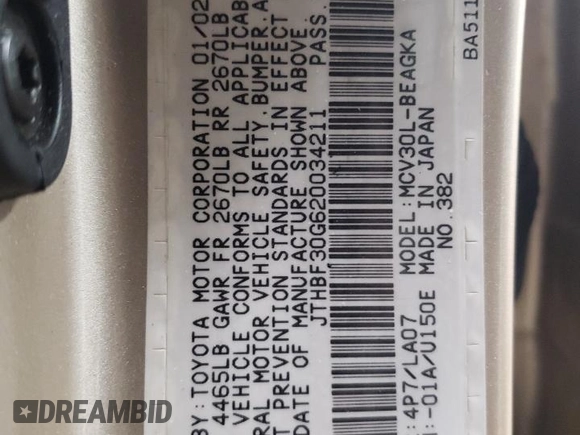 BY:TOYOTA MOTOR CORPORATION 01/02
4465LB GAWR FR 2670LB RR 2670LB
VEHICLE CONFORMS TO ALL APPLICAB
RAL MOTOR VEHICLE SAFETY,BUMPER,A
T PREVENTION STANDARDS IN EFFECT
DATE OF MANUFACTURE SHOWN ABOVE.
JTHBF30G620034211 PASS.
:4P7/LA07 MODEL:MCV30L-BEAGKA
:-01A/U150E MADE IN JAPAN
NO.382
BA511
DREAMBID